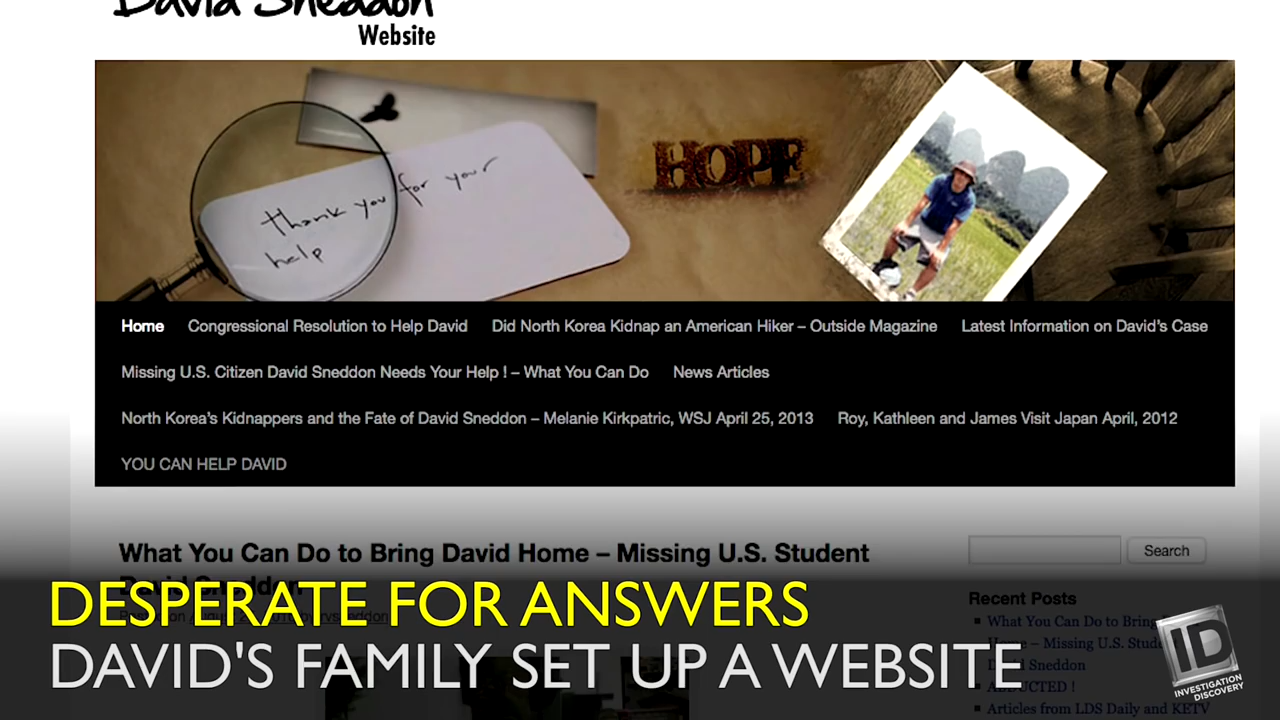 David Sneddon
Website
HOPE
thank you for your
help
Home Congressional Resolution to Help David Did North Korea Kidnap an American Hiker – Outside Magazine Latest Information on David's Case
Missing U.S. Citizen David Sneddon Needs Your Help ! – What You Can Do News Articles
North Korea's Kidnappers and the Fate of David Sneddon – Melanie Kirkpatric, WSJ April 25, 2013 Roy, Kathleen and James Visit Japan April, 2012
YOU CAN HELP DAVID
What You Can Do to Bring David Home – Missing U.S. Student
David Sneddon
Search
Recent Posts
What You Can Do to Bring
Home – Missing U.S.
David Sneddon
ABDUCTED !
Articles from LDS Daily and KETV
DESPERATE FOR ANSWERS
DAVID'S FAMILY SET UP A WEBSITE
ID
INVESTIGATION
DISCOVERY